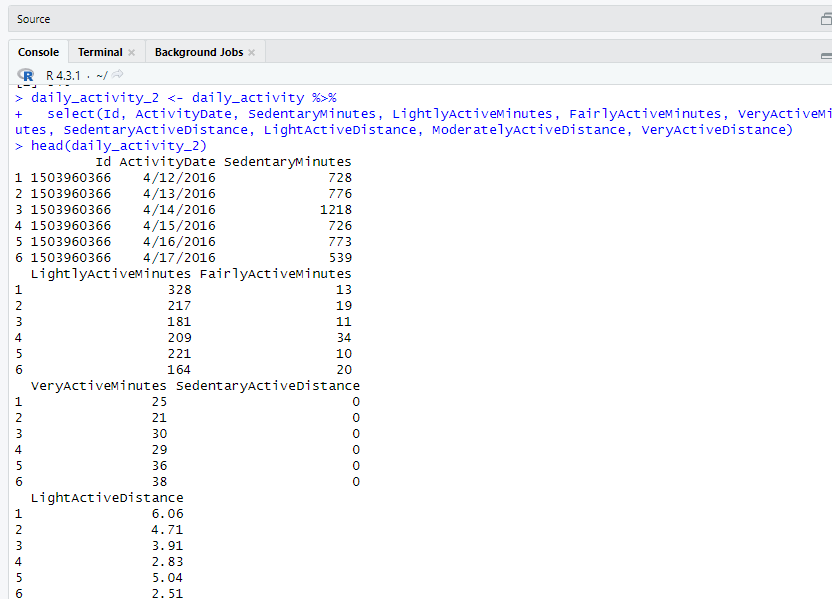 Source
Console Terminal Background Jobs
R R 4.3.1 · ~/
> daily_activity_2 <- daily_activity %>%
+   select(Id, ActivityDate, SedentaryMinutes, LightlyActiveMinutes, FairlyActiveMinutes, VeryActiveMi
utes, SedentaryActiveDistance, LightActiveDistance, ModeratelyActiveDistance, VeryActiveDistance)
> head(daily_activity_2)
          Id ActivityDate SedentaryMinutes
1 1503960366    4/12/2016              728
2 1503960366    4/13/2016              776
3 1503960366    4/14/2016             1218
4 1503960366    4/15/2016              726
5 1503960366    4/16/2016              773
6 1503960366    4/17/2016              539
  LightlyActiveMinutes FairlyActiveMinutes
1                  328                  13
2                  217                  19
3                  181                  11
4                  209                  34
5                  221                  10
6                  164                  20
  VeryActiveMinutes SedentaryActiveDistance
1                25                       0
2                21                       0
3                30                       0
4                29                       0
5                36                       0
6                38                       0
  LightActiveDistance
1                6.06
2                4.71
3                3.91
4                2.83
5                5.04
6                2.51